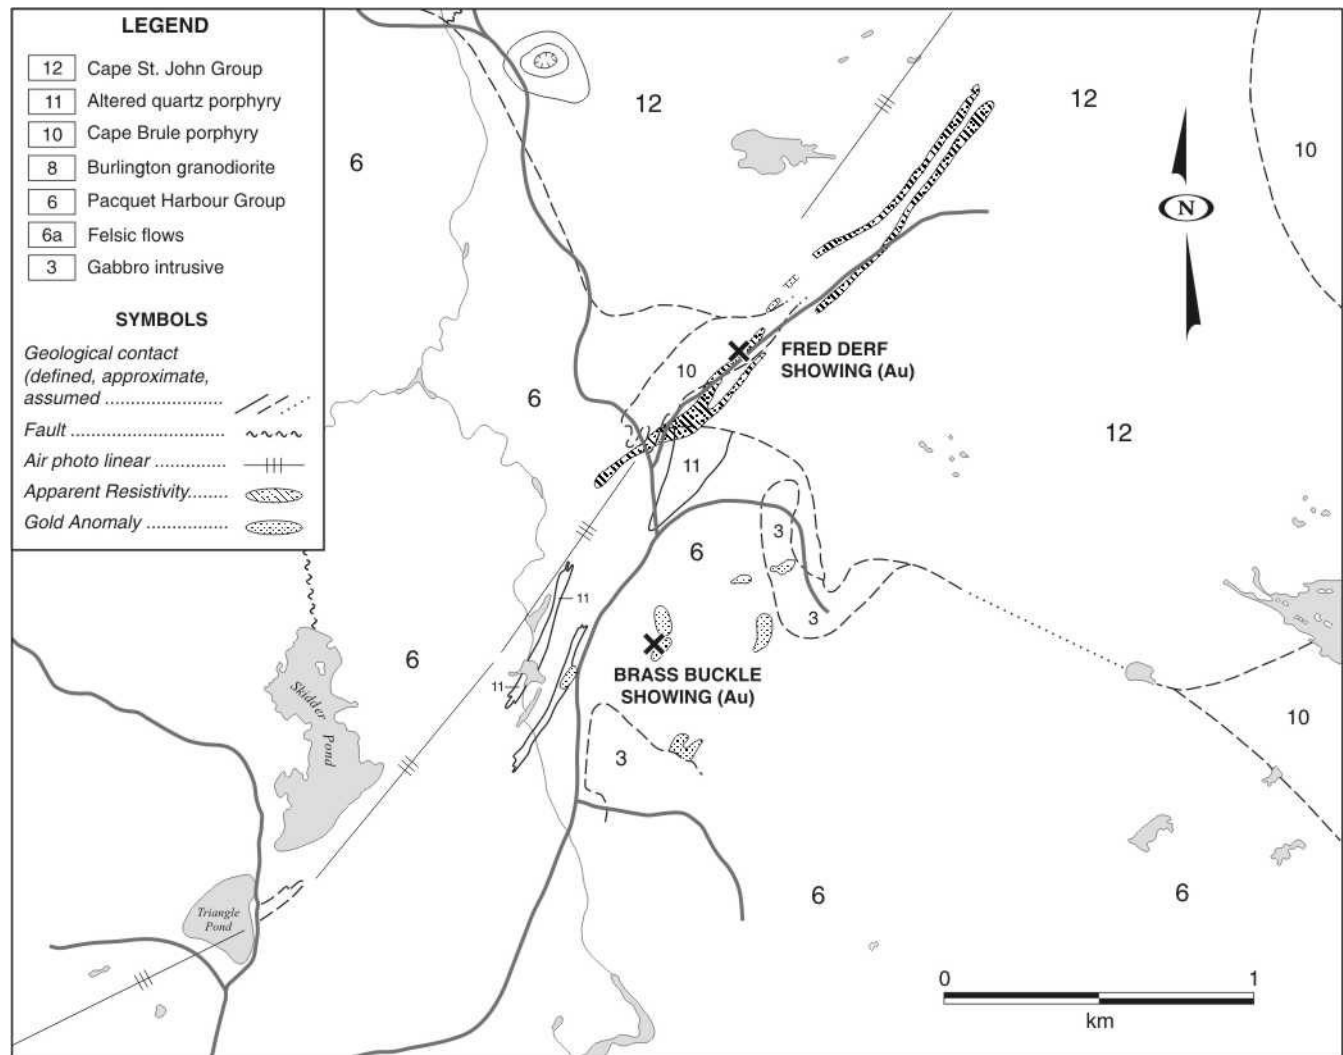 LEGEND
12 Cape St. John Group
11 Altered quartz porphyry
10 Cape Brule porphyry
8 Burlington granodiorite
6 Pacquet Harbour Group
6a Felsic flows
3 Gabbro intrusive
SYMBOLS
Geological contact
(defined, approximate,
assumed .......................
Fault ..............................
Air photo linear ..............
Apparent Resistivity........
Gold Anomaly ................
12
12
10
6
N
FRED DERF
SHOWING (Au)
10
6
12
11
3
6
11
3
6
BRASS BUCKLE
SHOWING (Au)
11
Skidder
Pond
10
3
6
6
Triangle
Pond
0 1
km